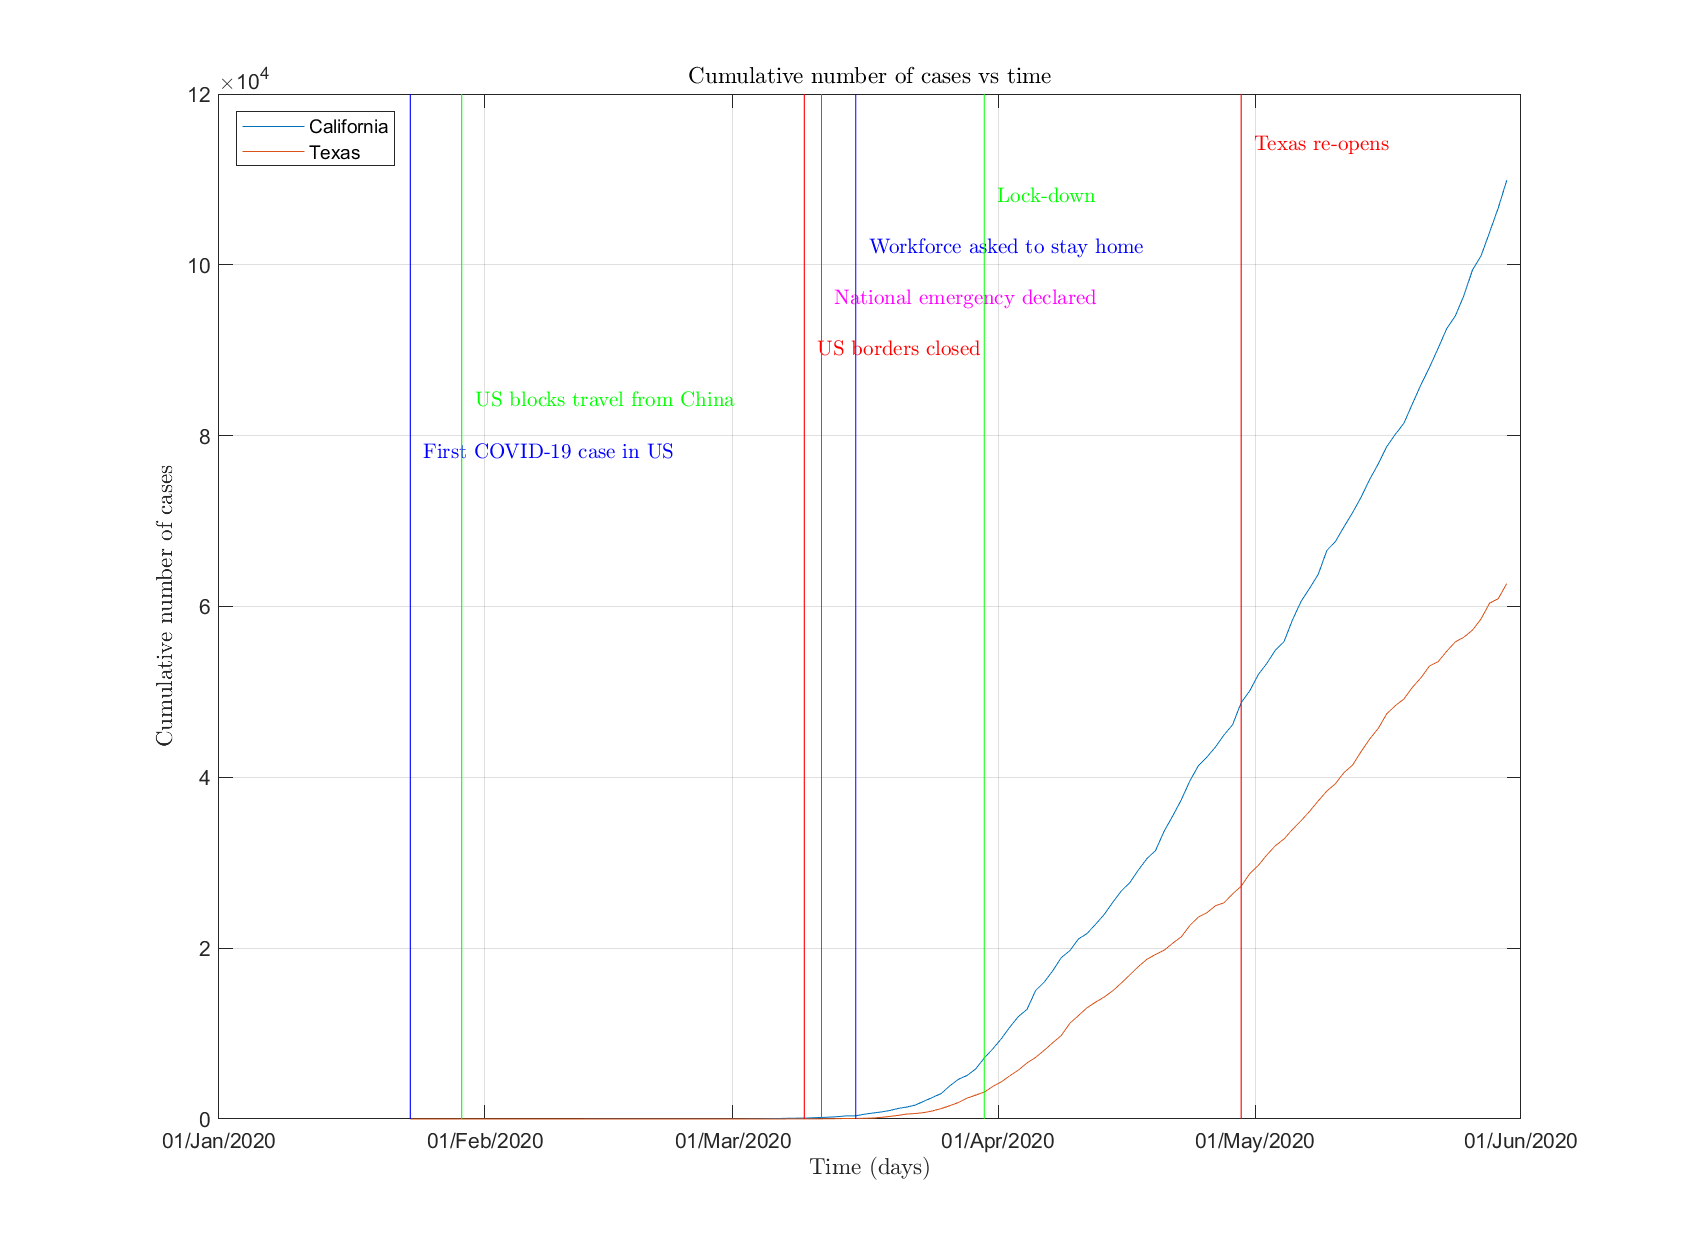 Cumulative number of cases vs time
×10⁴
12
10
8
6
4
2
0
California
Texas
Texas re-opens
Lock-down
Workforce asked to stay home
National emergency declared
US borders closed
US blocks travel from China
First COVID-19 case in US
Cumulative number of cases
01/Jan/2020 01/Feb/2020 01/Mar/2020 01/Apr/2020 01/May/2020 01/Jun/2020
Time (days)